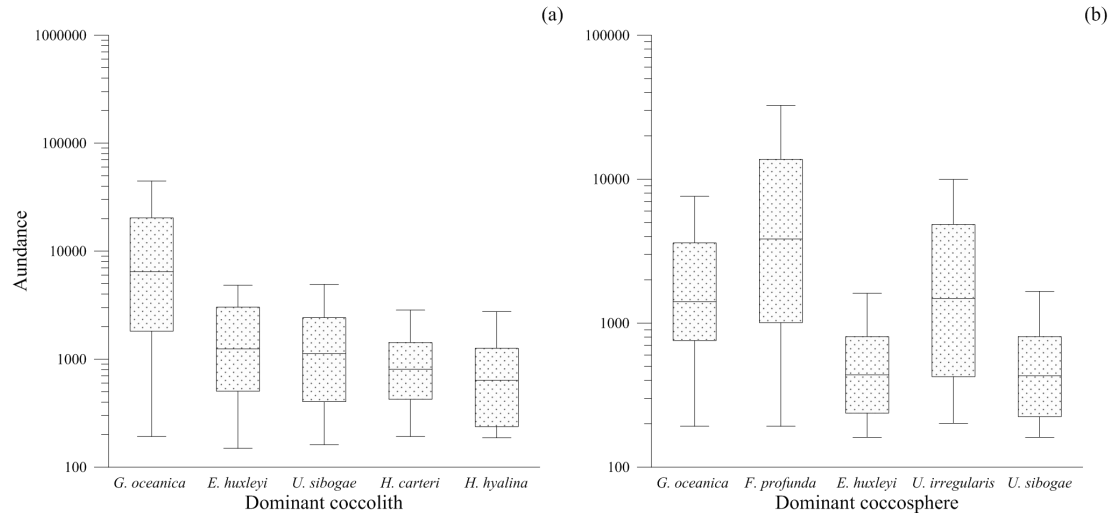 (a)
1000000
100000
10000
1000
100
Aundance
G. oceanica E. huxleyi U. sibogae H. carteri H. hyalina
Dominant coccolith
(b)
100000
10000
1000
100
G. oceanica F. profunda E. huxleyi U. irregularis U. sibogae
Dominant coccosphere